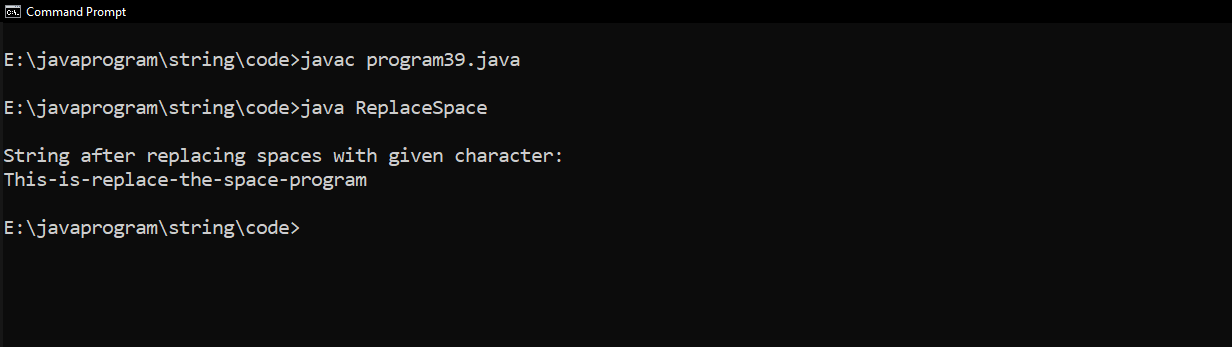 Command Prompt
E:\javaprogram\string\code>javac program39.java
E:\javaprogram\string\code>java ReplaceSpace
String after replacing spaces with given character:
This-is-replace-the-space-program
E:\javaprogram\string\code>